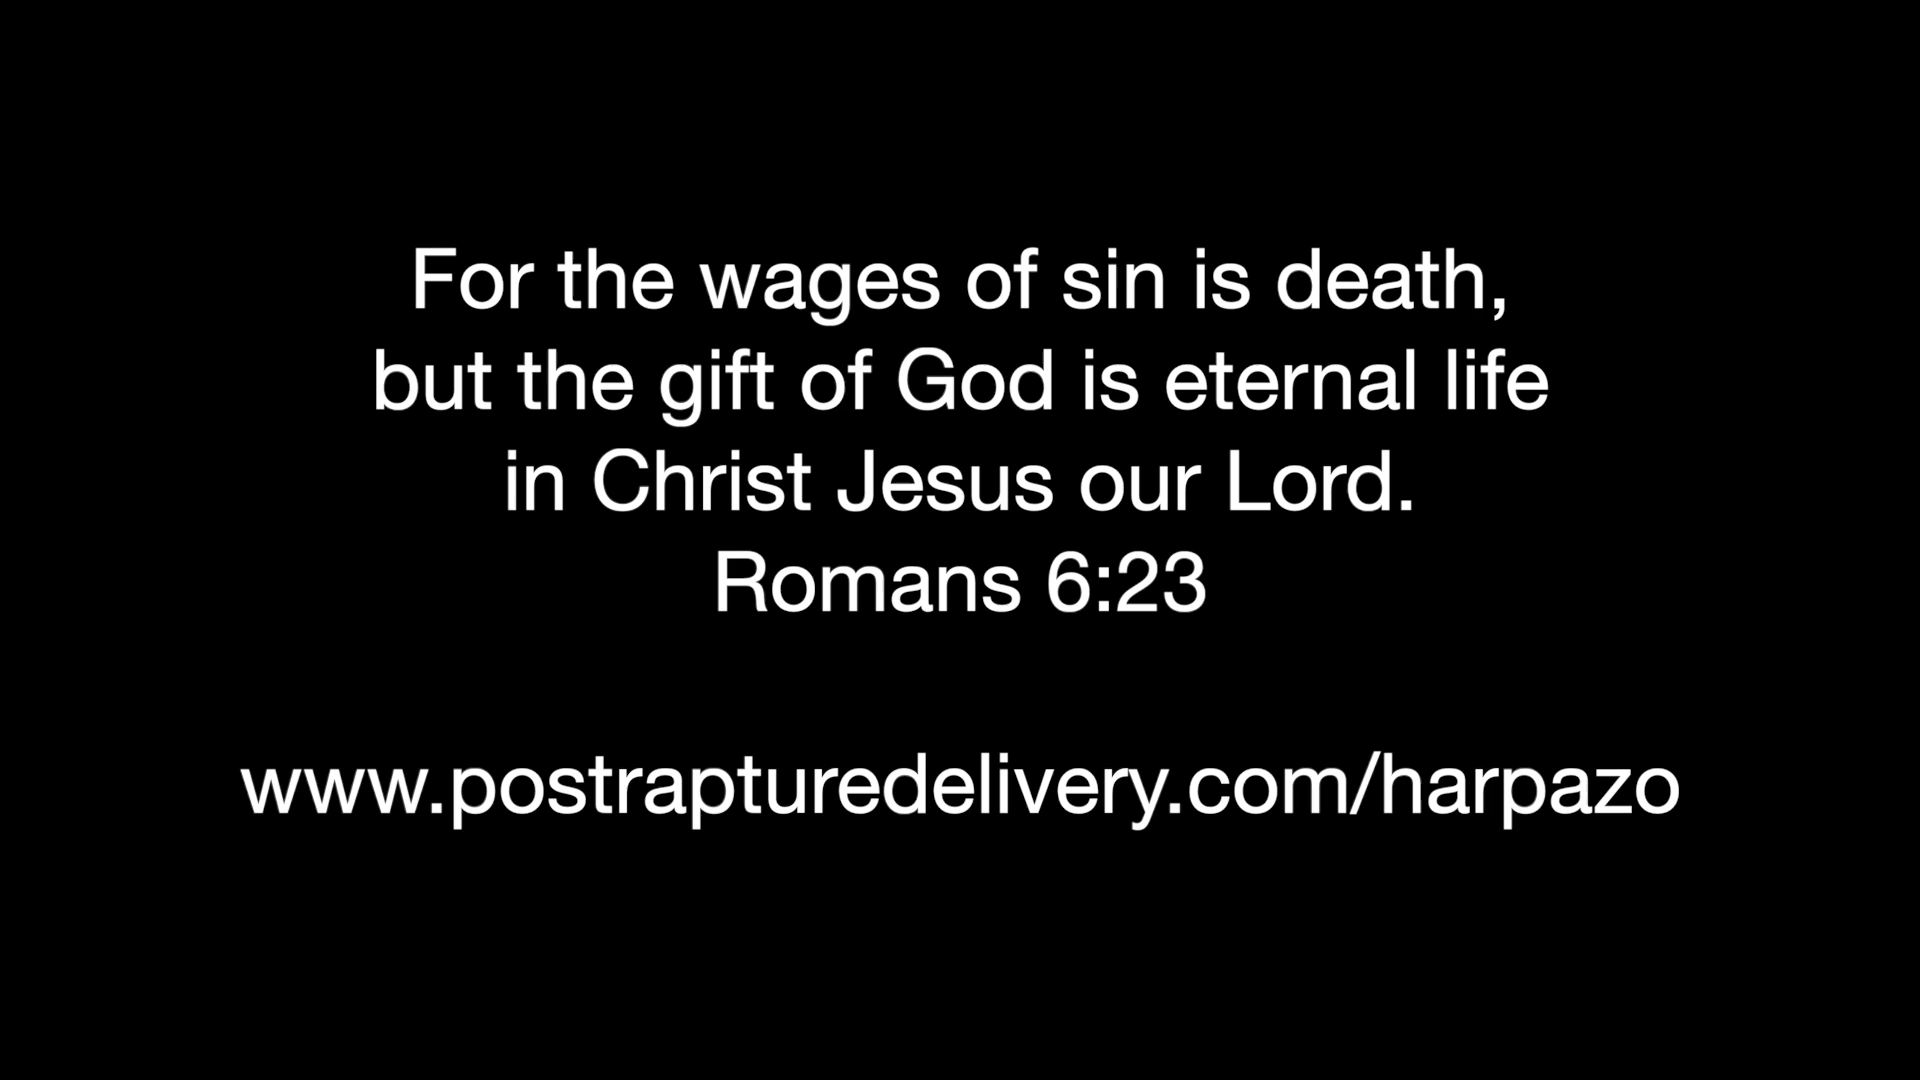 For the wages of sin is death,
but the gift of God is eternal life
in Christ Jesus our Lord.
Romans 6:23
www.postrapturedelivery.com/harpazo